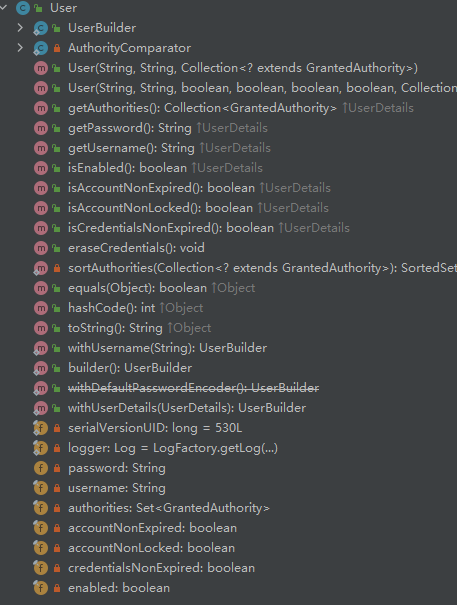 User
UserBuilder
AuthorityComparator
User(String, String, Collection<? extends GrantedAuthority>)
User(String, String, boolean, boolean, boolean, boolean, Collection
getAuthorities(): Collection<GrantedAuthority> ↑UserDetails
getPassword(): String ↑UserDetails
getUsername(): String ↑UserDetails
isEnabled(): boolean ↑UserDetails
isAccountNonExpired(): boolean ↑UserDetails
isAccountNonLocked(): boolean ↑UserDetails
isCredentialsNonExpired(): boolean ↑UserDetails
eraseCredentials(): void
sortAuthorities(Collection<? extends GrantedAuthority>): SortedSet
equals(Object): boolean ↑Object
hashCode(): int ↑Object
toString(): String ↑Object
withUsername(String): UserBuilder
builder(): UserBuilder
withDefaultPasswordEncoder(): UserBuilder
withUserDetails(UserDetails): UserBuilder
serialVersionUID: long = 530L
logger: Log = LogFactory.getLog(...)
password: String
username: String
authorities: Set<GrantedAuthority>
accountNonExpired: boolean
accountNonLocked: boolean
credentialsNonExpired: boolean
enabled: boolean